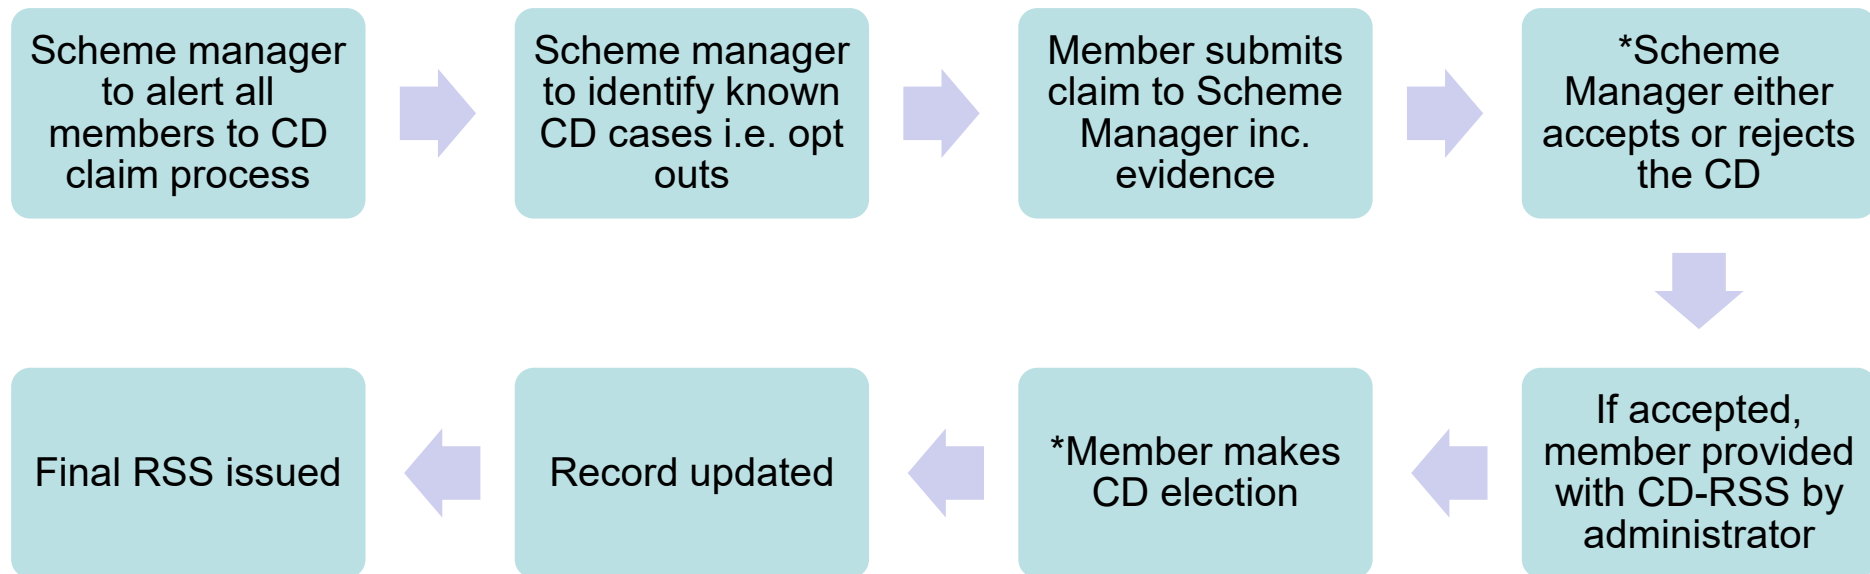 Scheme manager
to alert all
members to CD
claim process
Scheme manager
to identify known
CD cases i.e. opt
outs
Member submits
claim to Scheme
Manager inc.
evidence
*Scheme
Manager either
accepts or rejects
the CD
If accepted,
member provided
with CD-RSS by
administrator
*Member makes
CD election
Record updated
Final RSS issued